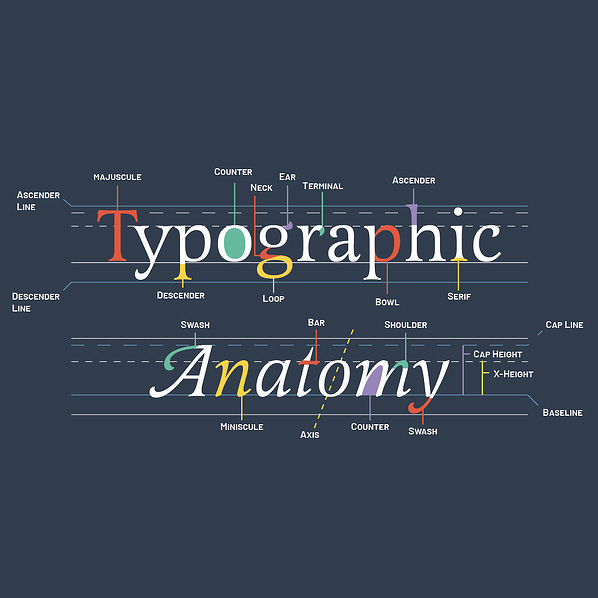 MAJUSCULE
COUNTER
NECK
EAR
TERMINAL
ASCENDER
ASCENDER
LINE
Typographic
DESCENDER
LINE
DESCENDER
LOOP
BOWL
SERIF
SWASH
BAR
SHOULDER
CAP LINE
CAP HEIGHT
X-HEIGHT
Anatomy
BASELINE
MINISCULE
AXIS
COUNTER
SWASH